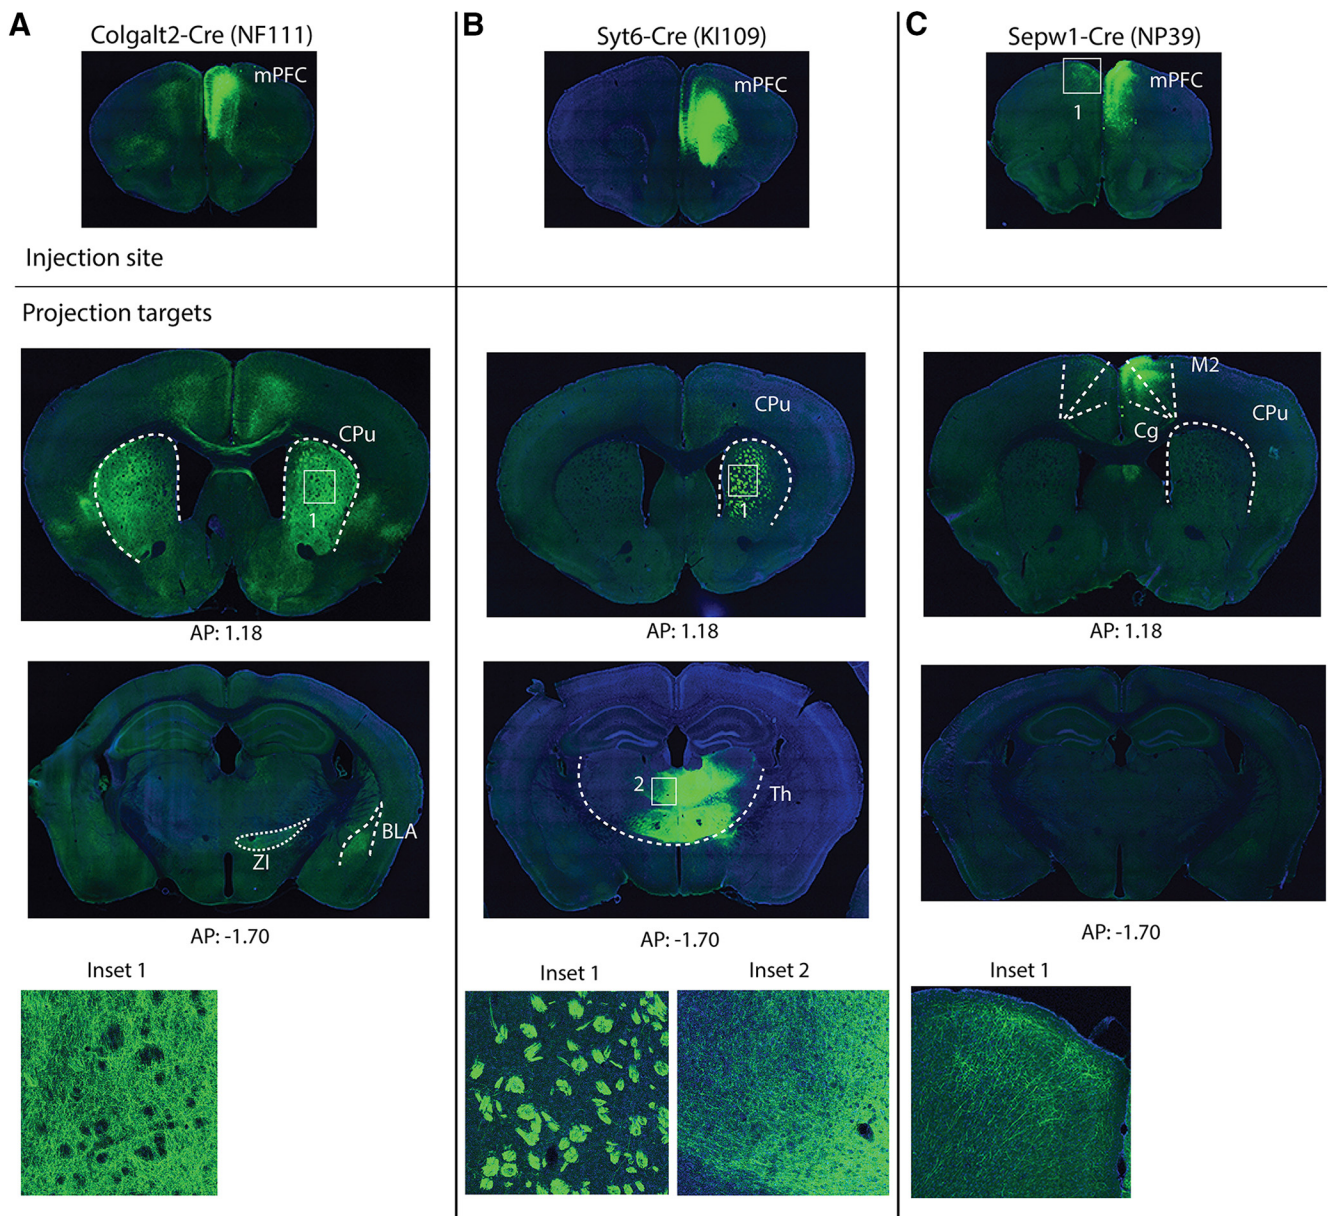 A
Colgalt2-Cre (NF111)
mPFC
B
Syt6-Cre (KI109)
mPFC
C
Sepw1-Cre (NP39)
mPFC
1
Injection site
Projection targets
CPu
1
AP: 1.18
CPu
1
AP: 1.18
M2
CPu
Cg
AP: 1.18
BLA
ZI
AP: -1.70
2
Th
AP: -1.70
AP: -1.70
Inset 1
Inset 1
Inset 2
Inset 1